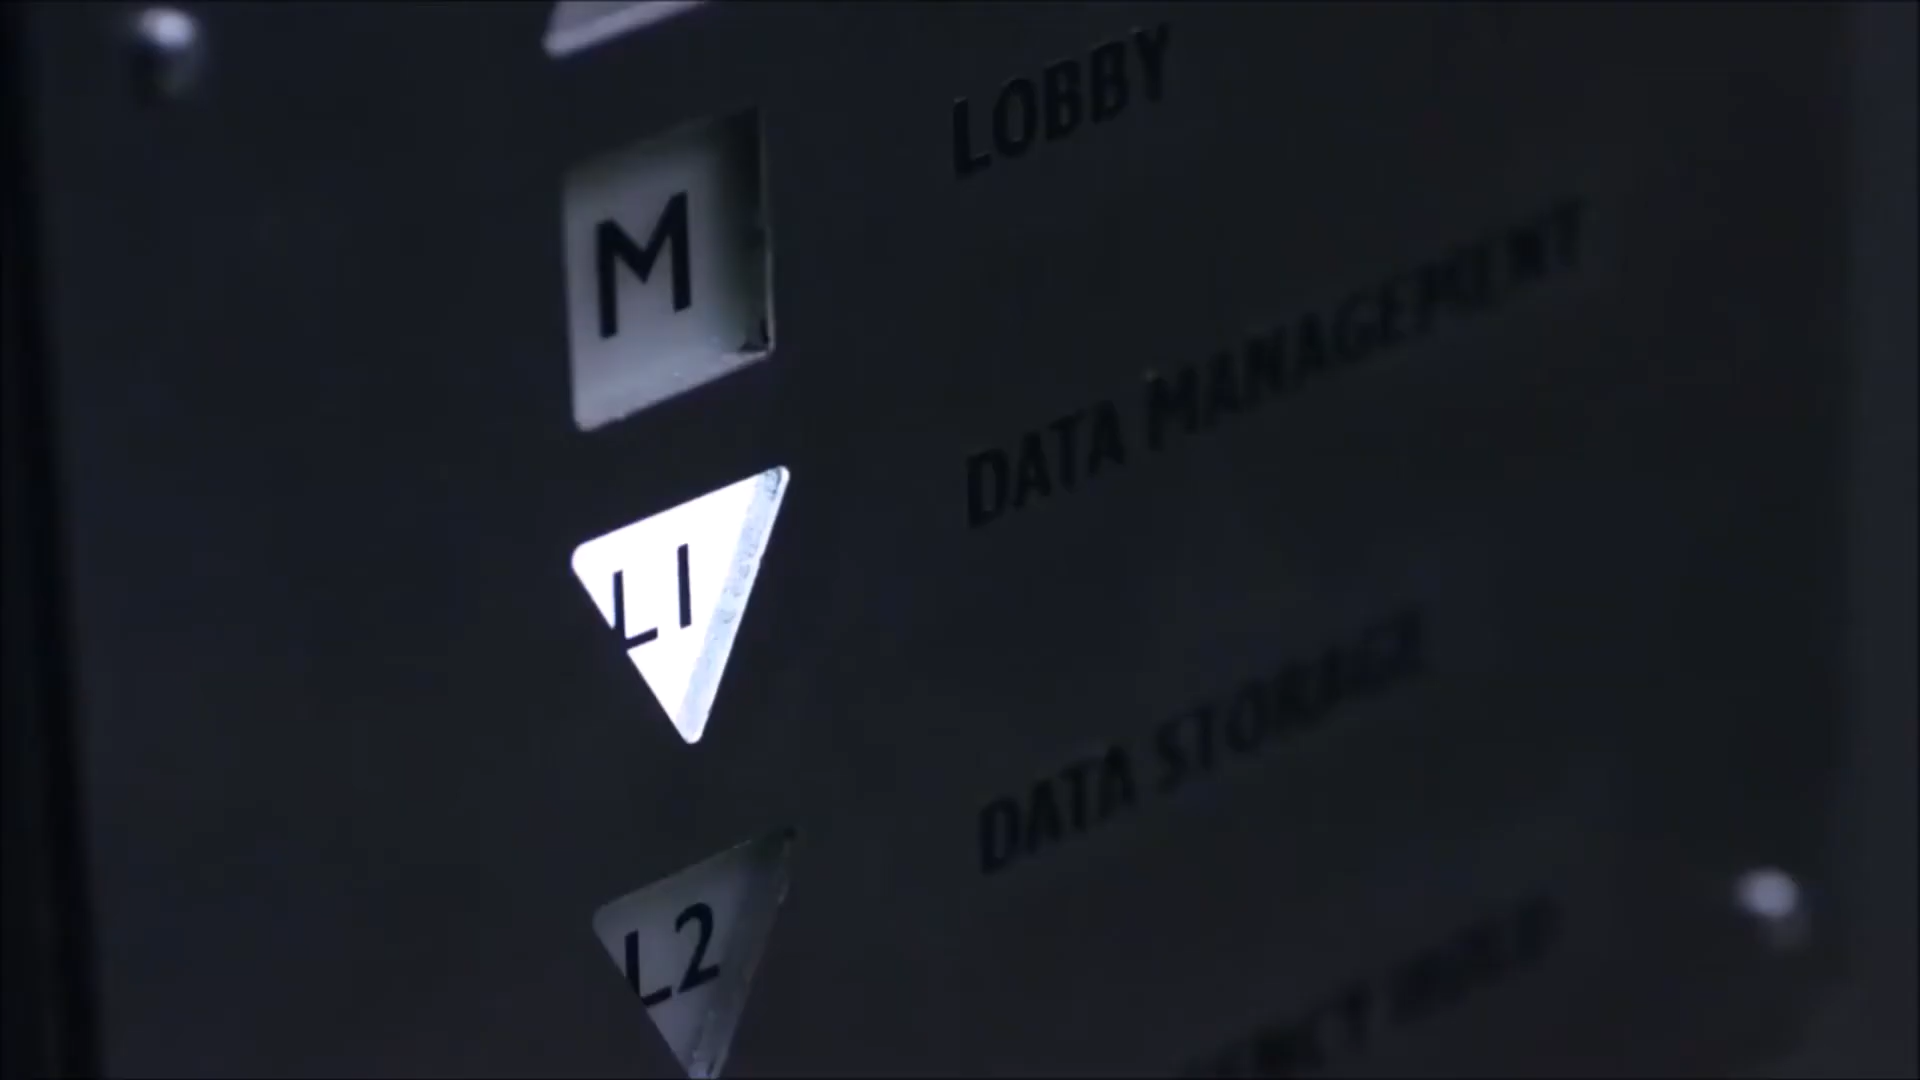 LOBBY
M
DATA MANAGEMENT
L1
DATA STORAGE
L2